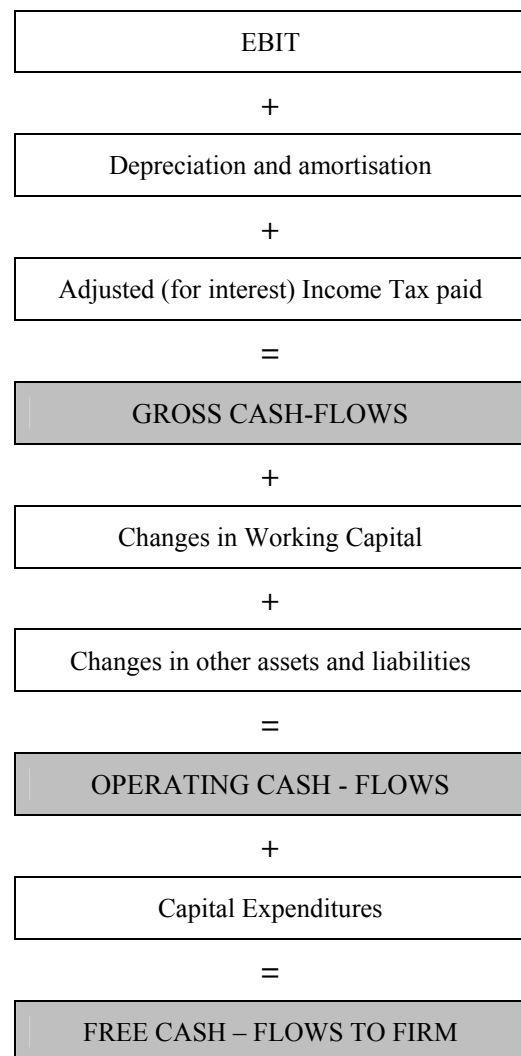 EBIT
+
Depreciation and amortisation
+
Adjusted (for interest) Income Tax paid
=
GROSS CASH-FLOWS
+
Changes in Working Capital
+
Changes in other assets and liabilities
=
OPERATING CASH - FLOWS
+
Capital Expenditures
=
FREE CASH – FLOWS TO FIRM